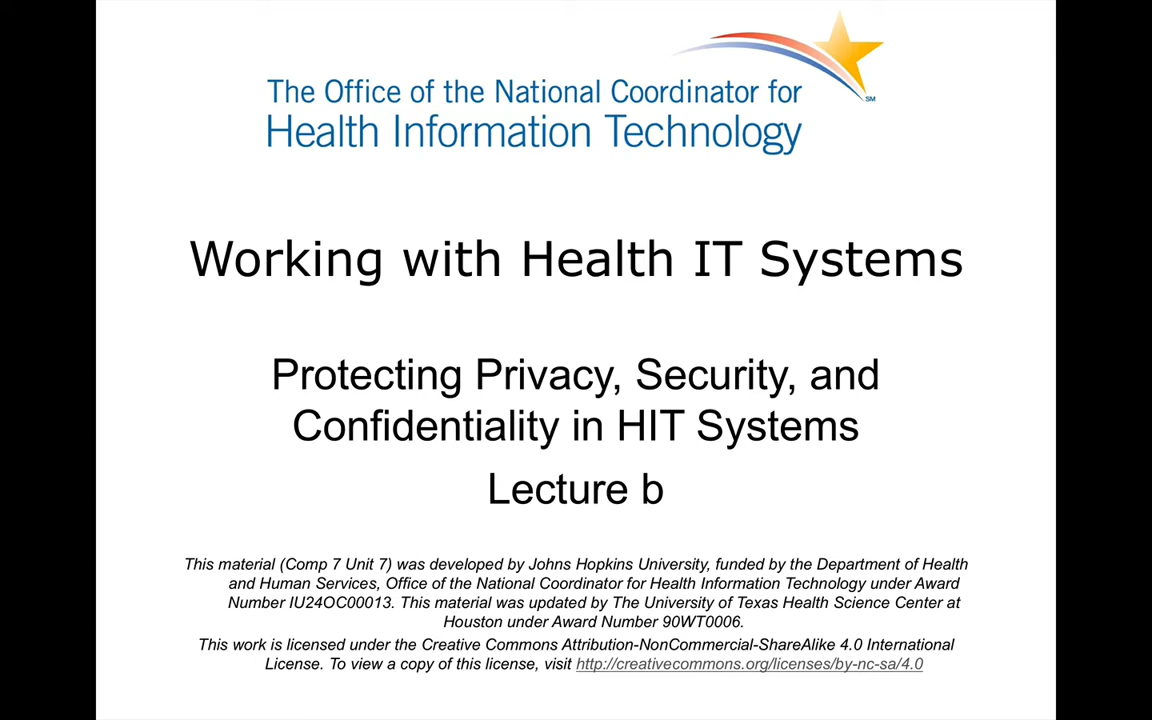 The Office of the National Coordinator for
Health Information Technology
SM
Working with Health IT Systems
Protecting Privacy, Security, and
Confidentiality in HIT Systems
Lecture b
This material (Comp 7 Unit 7) was developed by Johns Hopkins University, funded by the Department of Health
and Human Services, Office of the National Coordinator for Health Information Technology under Award
Number IU24OC00013. This material was updated by The University of Texas Health Science Center at
Houston under Award Number 90WT0006.
This work is licensed under the Creative Commons Attribution-NonCommercial-ShareAlike 4.0 International
License. To view a copy of this license, visit http://creativecommons.org/licenses/by-nc-sa/4.0